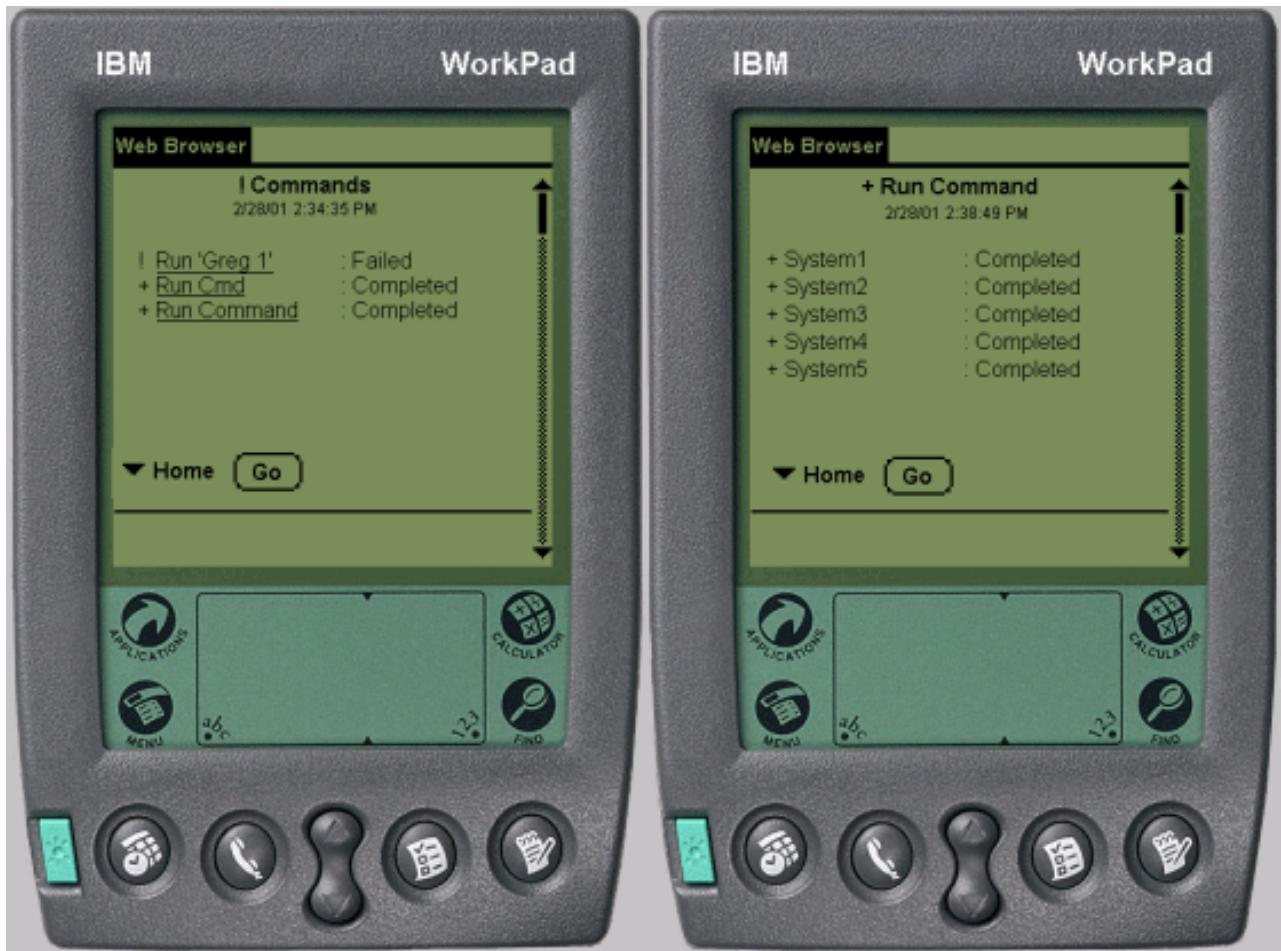 IBM WorkPad
Web Browser
! Commands
2/28/01 2:34:35 PM
! Run 'Greg 1' : Failed
+ Run Cmd : Completed
+ Run Command : Completed
Home Go
APPLICATIONS
CALCULATOR
MENU
abc
123
FIND
IBM WorkPad
Web Browser
+ Run Command
2/28/01 2:38:49 PM
+ System1 : Completed
+ System2 : Completed
+ System3 : Completed
+ System4 : Completed
+ System5 : Completed
Home Go
APPLICATIONS
CALCULATOR
MENU
abc
123
FIND